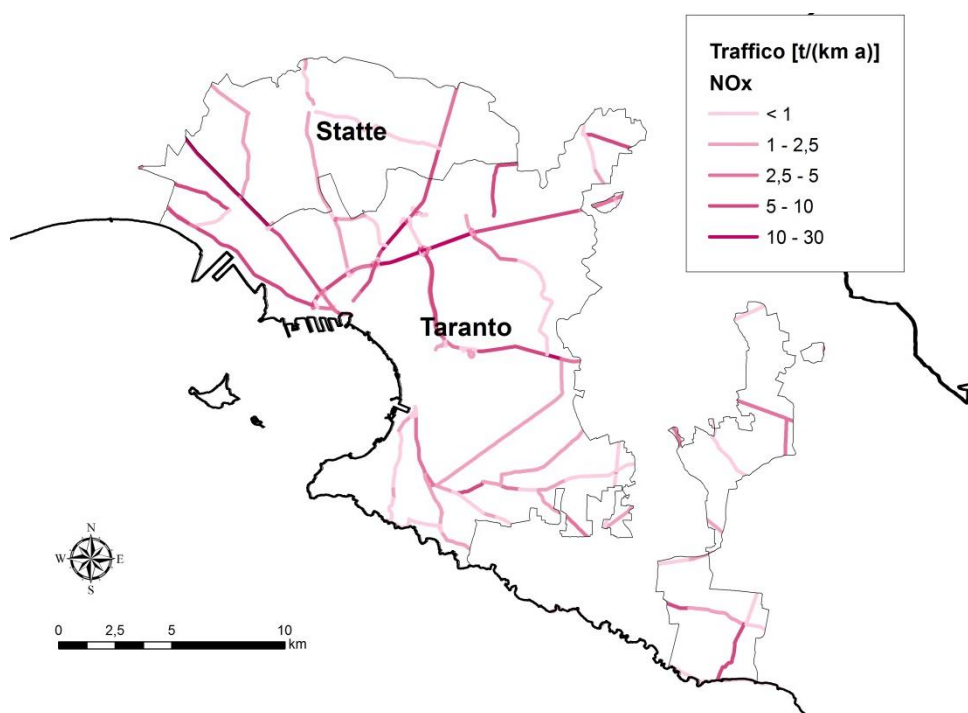 Traffico [t/(km a)]
NOx
< 1
1 - 2,5
2,5 - 5
5 - 10
10 - 30
Statte
Taranto
N
W E
S
0 2,5 5 10
km